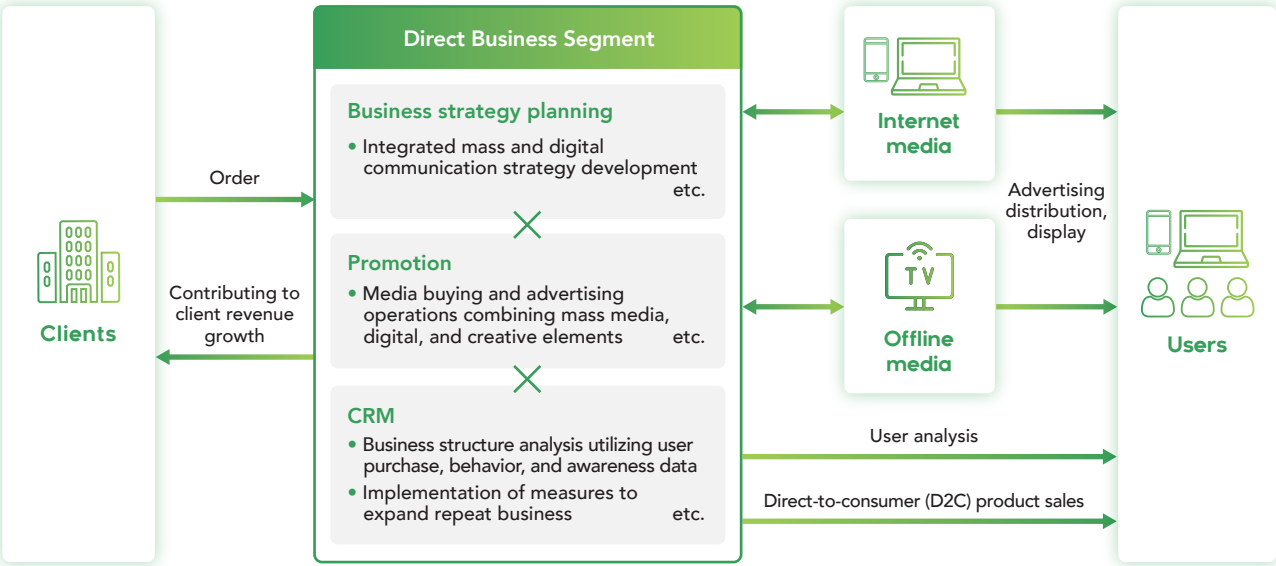 Clients
Order
Contributing to
client revenue
growth
Direct Business Segment
Business strategy planning
• Integrated mass and digital
communication strategy development
etc.
×
Promotion
• Media buying and advertising
operations combining mass media,
digital, and creative elements etc.
×
CRM
• Business structure analysis utilizing user
purchase, behavior, and awareness data
• Implementation of measures to
expand repeat business etc.
Internet
media
TV
Offline
media
Advertising
distribution,
display
User analysis
Direct-to-consumer (D2C) product sales
Users